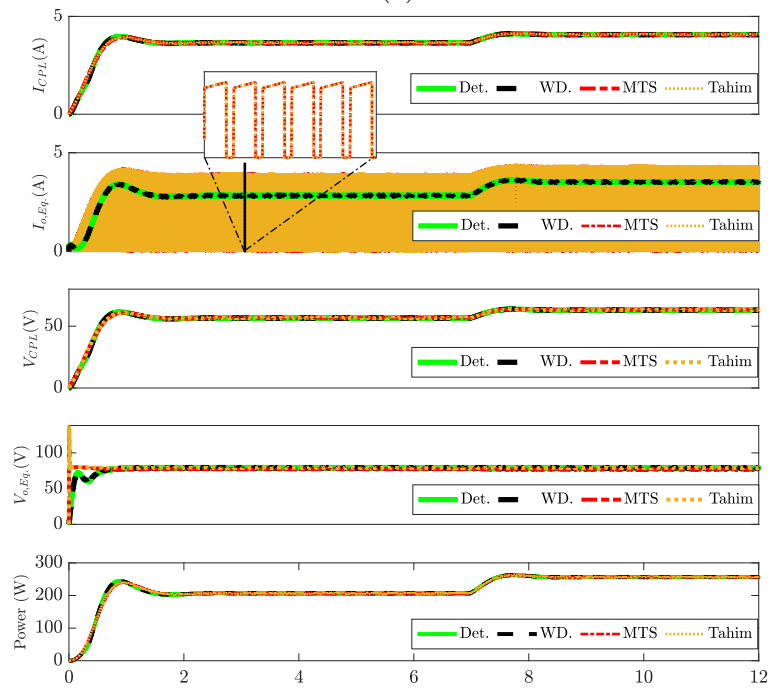 5
0
I_{CPL}(A)
Det. WD. MTS Tahim
5
0
I_{o,Eq.}(A)
Det. WD. MTS Tahim
50
0
V_{CPL}(V)
Det. WD. MTS Tahim
100
50
0
V_{o,Eq.}(V)
Det. WD. MTS Tahim
300
200
100
0
Power (W)
Det. WD. MTS Tahim
0 2 4 6 8 10 12